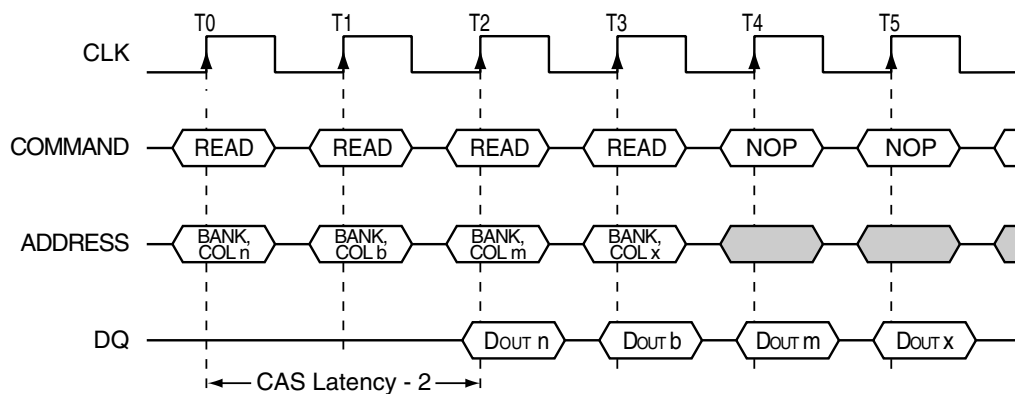 T0 T1 T2 T3 T4 T5
CLK
COMMAND READ READ READ READ NOP NOP
ADDRESS BANK, COL n BANK, COL b BANK, COL m BANK, COL x
DQ DOUT n DOUT b DOUT m DOUT x
CAS Latency - 2